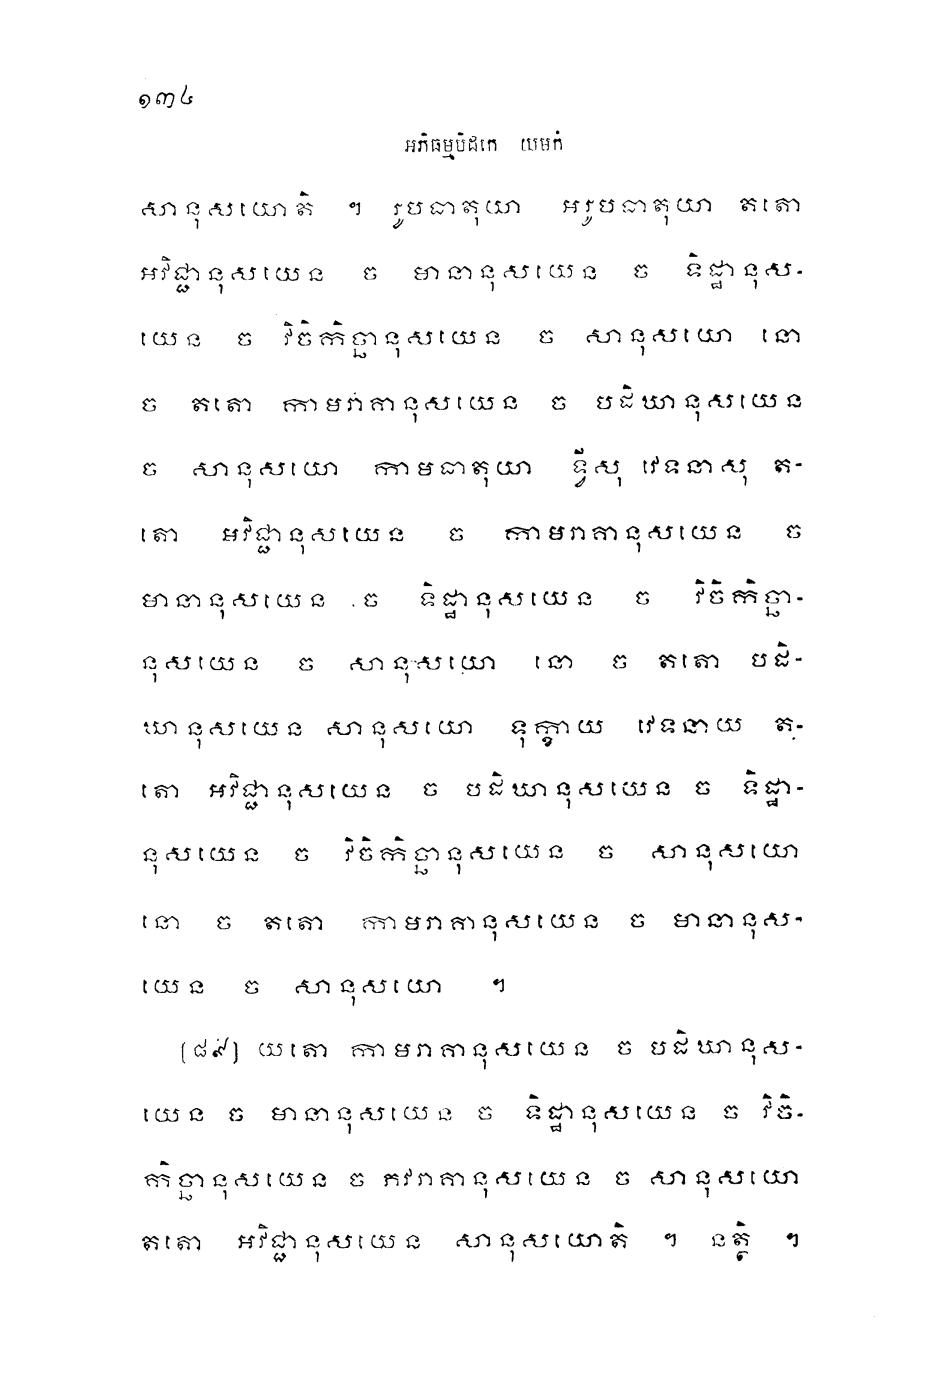 ១៣៤
អភិធម្មបិដកេ យមកំ
សានុសយោតិ ។ រូបធាតុយា អរូបធាតុយា តតោ
អវិជ្ជានុសយេន ច មានានុសយេន ច ទិដ្ឋានុស-
យេន ច វិចិកិច្ឆានុសយេន ច សានុសយោ នោ
ច តតោ កាមរាគានុសយេន ច បដិឃានុសយេន
ច សានុសយោ កាមធាតុយា ទ្វីសុ វេទនាសុ ត-
តោ អវិជ្ជានុសយេន ច កាមរាគានុសយេន ច
មានានុសយេន ច ទិដ្ឋានុសយេន ច វិចិកិច្ឆា-
នុសយេន ច សានុសយោ នោ ច តតោ បដិ-
ឃានុសយេន សានុសយោ ទុក្ខាយ វេទនាយ ត-
តោ អវិជ្ជានុសយេន ច បដិឃានុសយេន ច ទិដ្ឋា-
នុសយេន ច វិចិកិច្ឆានុសយេន ច សានុសយោ
នោ ច តតោ កាមរាគានុសយេន ច មានានុស-
យេន ច សានុសយោ ។
[៨៩] យតោ កាមរាគានុសយេន ច បដិឃានុស-
យេន ច មានានុសយេន ច ទិដ្ឋានុសយេន ច វិចិ-
កិច្ឆានុសយេន ច ភវរាគានុសយេន ច សានុសយោ
តតោ អវិជ្ជានុសយេន សានុសយោតិ ។ នត្ថិ ។